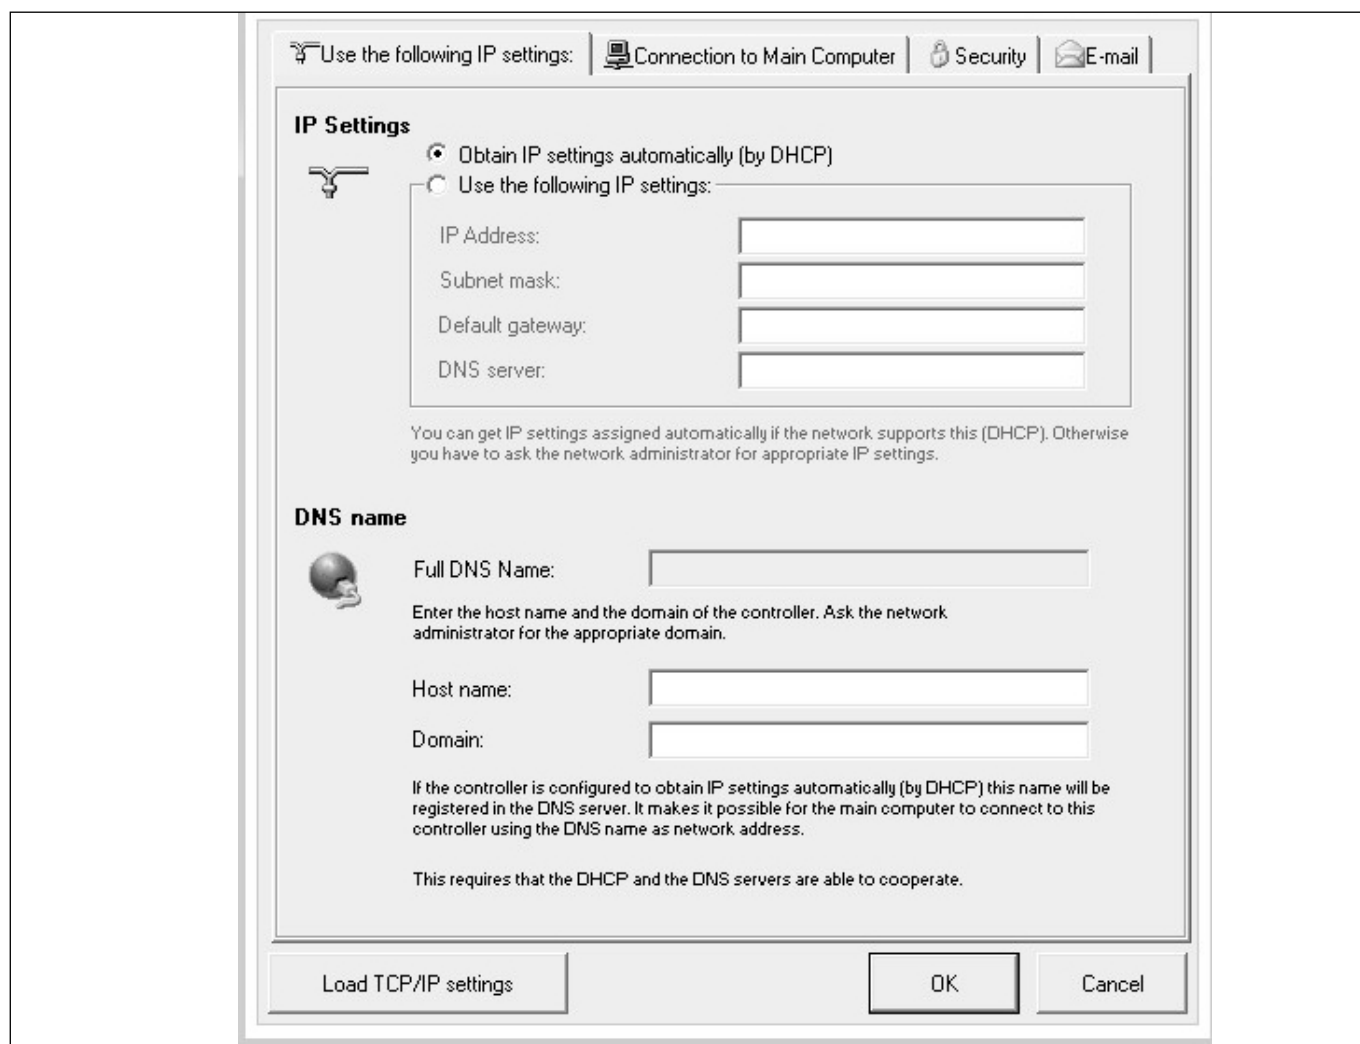 Use the following IP settings: Connection to Main Computer Security E-mail
IP Settings
Obtain IP settings automatically (by DHCP)
Use the following IP settings:
IP Address:
Subnet mask:
Default gateway:
DNS server:
You can get IP settings assigned automatically if the network supports this (DHCP). Otherwise
you have to ask the network administrator for appropriate IP settings.
DNS name
Full DNS Name:
Enter the host name and the domain of the controller. Ask the network
administrator for the appropriate domain.
Host name:
Domain:
If the controller is configured to obtain IP settings automatically (by DHCP) this name will be
registered in the DNS server. It makes it possible for the main computer to connect to this
controller using the DNS name as network address.
This requires that the DHCP and the DNS servers are able to cooperate.
Load TCP/IP settings OK Cancel